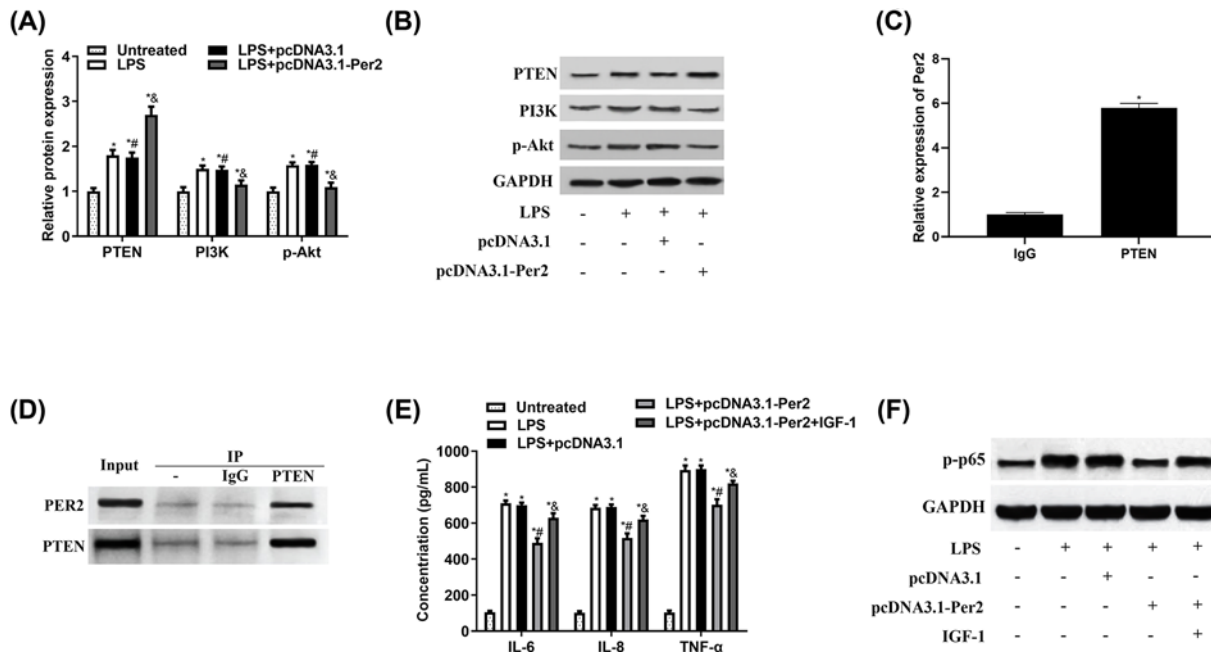 (A)
Untreated
LPS
LPS+pcDNA3.1
LPS+pcDNA3.1-Per2
Relative protein expression
4
3
2
1
0
* *# *&
* *# *&
* *# *&
PTEN PI3K p-Akt
(B)
PTEN
PI3K
p-Akt
GAPDH
LPS - + + +
pcDNA3.1 - - + -
pcDNA3.1-Per2 - - - +
(C)
Relative expression of Per2
8
6
4
2
0
*
IgG PTEN
(D)
Input IP
- IgG PTEN
PER2
PTEN
(E)
Untreated
LPS
LPS+pcDNA3.1
LPS+pcDNA3.1-Per2
LPS+pcDNA3.1-Per2+IGF-1
Concentriation (pg/mL)
1000
800
600
400
200
0
* * *# *&
* * *# *&
* * *# *&
IL-6 IL-8 TNF-α
(F)
p-p65
GAPDH
LPS - + + + +
pcDNA3.1 - - + - -
pcDNA3.1-Per2 - - - + +
IGF-1 - - - - +